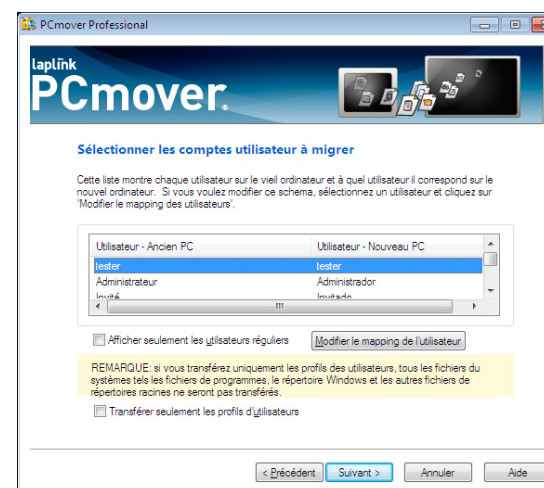 PCmover Professional
laplink
PCmover.
Sélectionner les comptes utilisateur à migrer
Cette liste montre chaque utilisateur sur le vieil ordinateur et à quel utilisateur il correspond sur le
nouvel ordinateur. Si vous voulez modifier ce schema, sélectionnez un utilisateur et cliquez sur
'Modifier le mapping des utilisateurs'.
Utilisateur - Ancien PC Utilisateur - Nouveau PC
tester tester
Administrateur Administrador
Invité Invitado
Afficher seulement les utilsateurs réguliers Modifier le mapping de l'utilisateur
REMARQUE: si vous transférez uniquement les profils des utilisateurs, tous les fichiers du
systèmes tels les fichiers de programmes, le répertoire Windows et les autres fichiers de
répertoires racines ne seront pas transférés.
Transférer seulement les profils d'utilisateurs
< Précédent Suivant > Annuler Aide